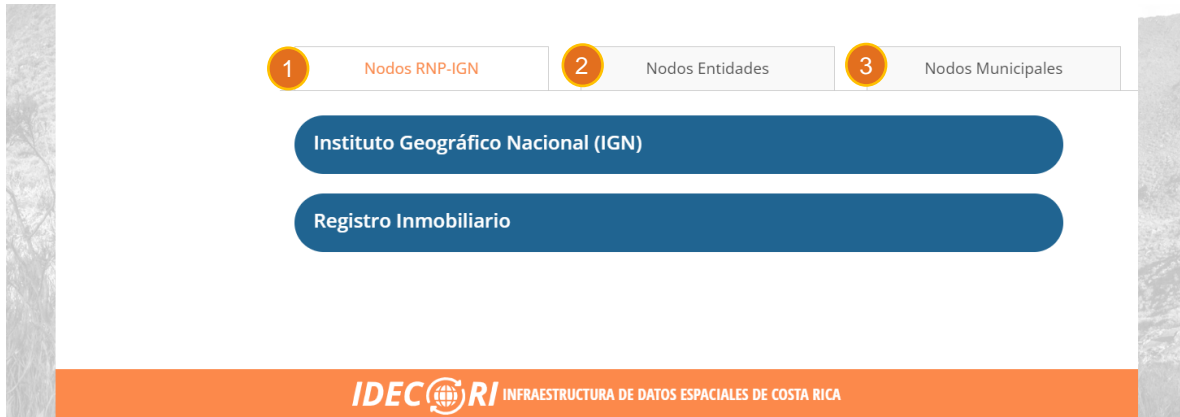 1 Nodos RNP-IGN 2 Nodos Entidades 3 Nodos Municipales
Instituto Geográfico Nacional (IGN)
Registro Inmobiliario
IDECORI INFRAESTRUCTURA DE DATOS ESPACIALES DE COSTA RICA